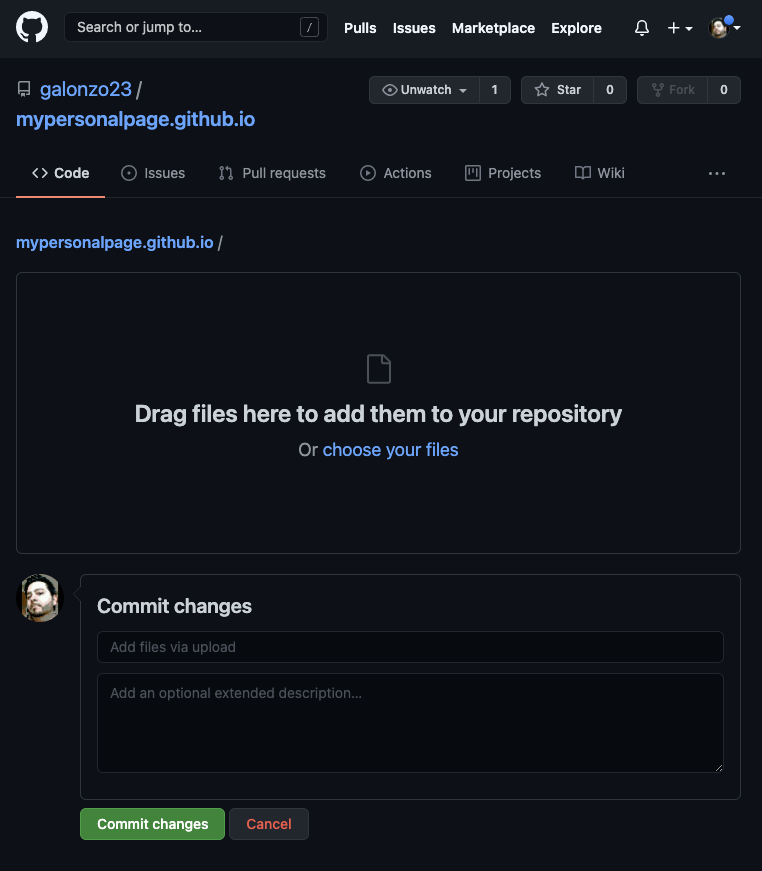 Search or jump to... / Pulls Issues Marketplace Explore
galonzo23 / Unwatch 1 Star 0 Fork 0
mypersonalpage.github.io
<> Code Issues Pull requests Actions Projects Wiki ...
mypersonalpage.github.io /
Drag files here to add them to your repository
Or choose your files
Commit changes
Add files via upload
Add an optional extended description...
Commit changes Cancel